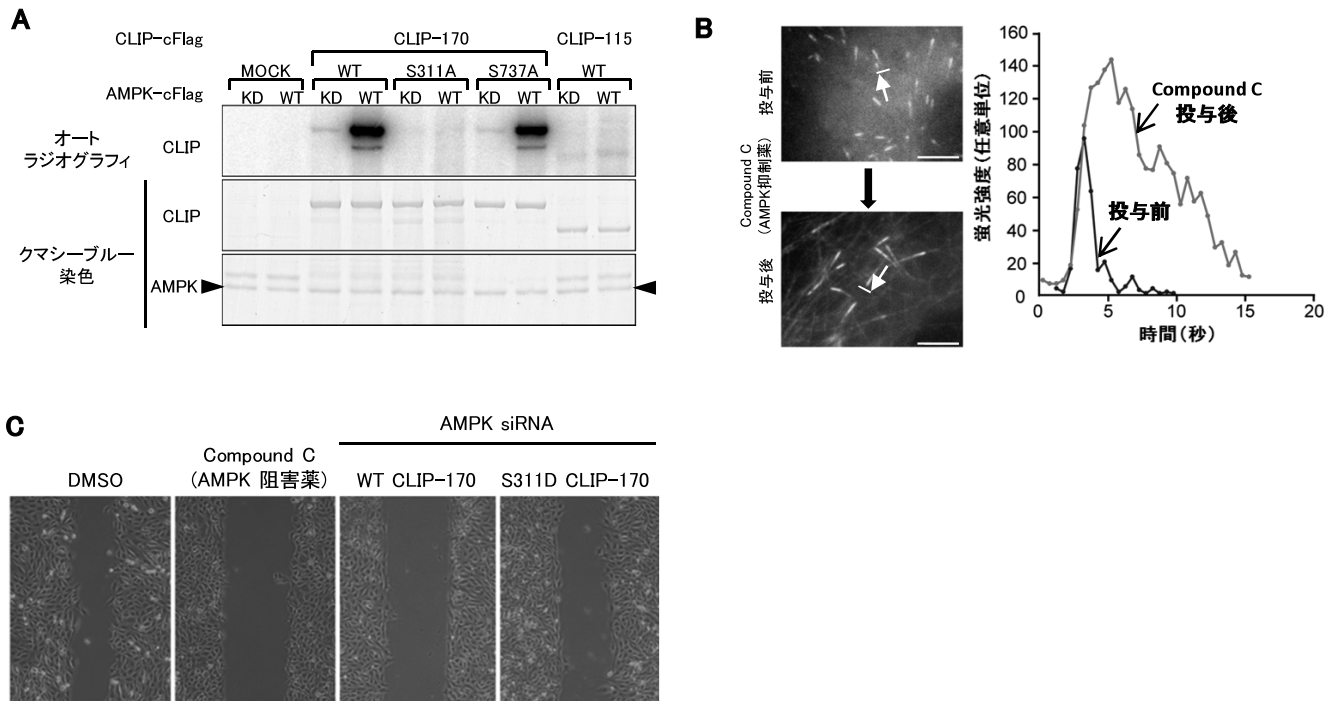 A
CLIP-cFlag
CLIP-170
CLIP-115
MOCK
WT
S311A
S737A
WT
AMPK-cFlag
KD
WT
KD
WT
KD
WT
KD
WT
KD
WT
オート
ラジオグラフィ
CLIP
クマシーブルー
染色
CLIP
AMPK
B
投与前
Compound C
(AMPK抑制薬)
投与後
蛍光強度(任意単位)
160
140
120
100
80
60
40
20
0
Compound C
投与後
投与前
0
5
10
15
20
時間(秒)
C
AMPK siRNA
DMSO
Compound C
(AMPK 阻害薬)
WT CLIP-170
S311D CLIP-170